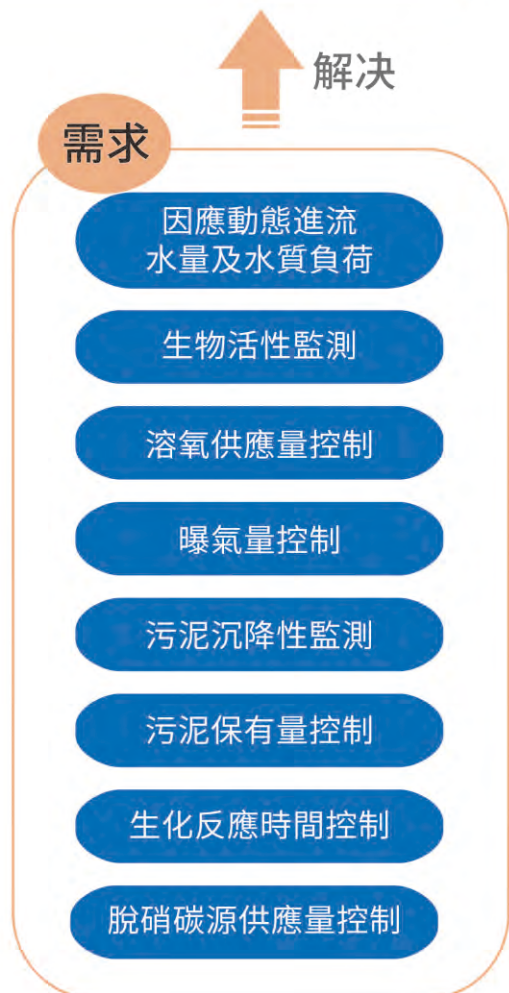 解決
需求
因應動態進流
水量及水質負荷
生物活性監測
溶氧供應量控制
曝氣量控制
污泥沉降性監測
污泥保有量控制
生化反應時間控制
脫硝碳源供應量控制